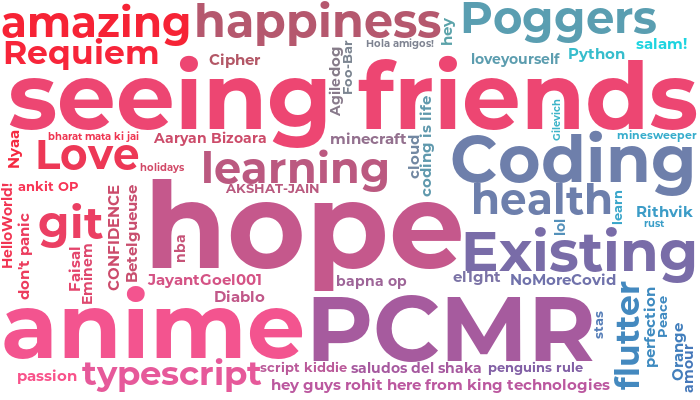 amazing
happiness
hey
Poggers
salam!
Requiem
Cipher
Hola amigos!
Agiledog
Foo-Bar
loveyourself
Python
seeing friends
Nyaa
bharat mata ki jai
Aaryan Bizoara
minecraft
cloud
coding is life
Gilevich
minesweeper
Love
holidays
learning
Coding
ankit OP
AKSHAT-JAIN
health
learn
Rithvik
rust
HelloWorld!
don't panic
git
CONFIDENCE
Betelgueuse
hope
nba
lol
Existing
Faisal
Eminem
JayantGoel001
bapna op
el1ght
NoMoreCovid
Diablo
anime
PCMR
stas
flutter
perfection
Peace
Orange
amour
passion
typescript
script kiddie
saludos del shaka
penguins rule
hey guys rohit here from king technologies